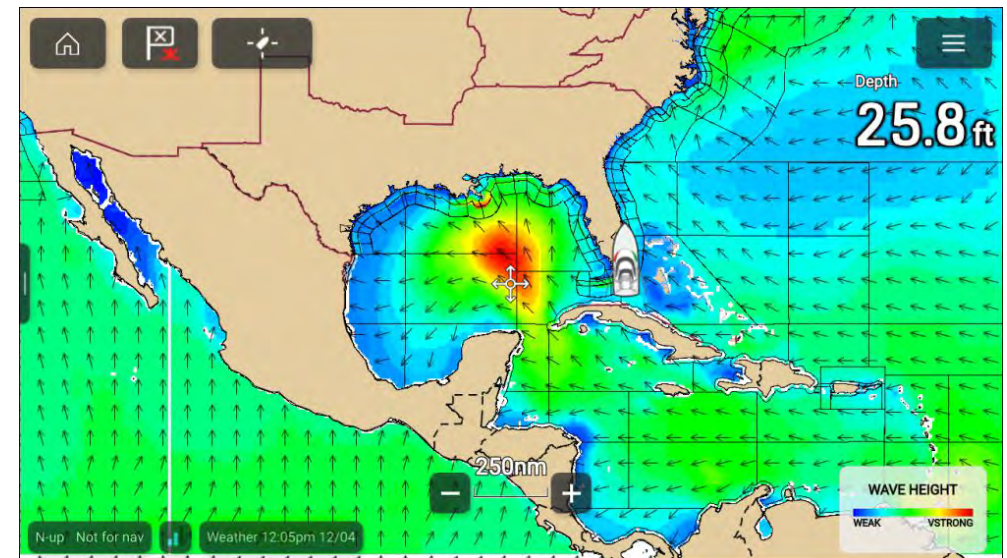 Depth
25.8 ft
250nm
WAVE HEIGHT
WEAK VSTRONG
N-up Not for nav Weather 12:05pm 12/04